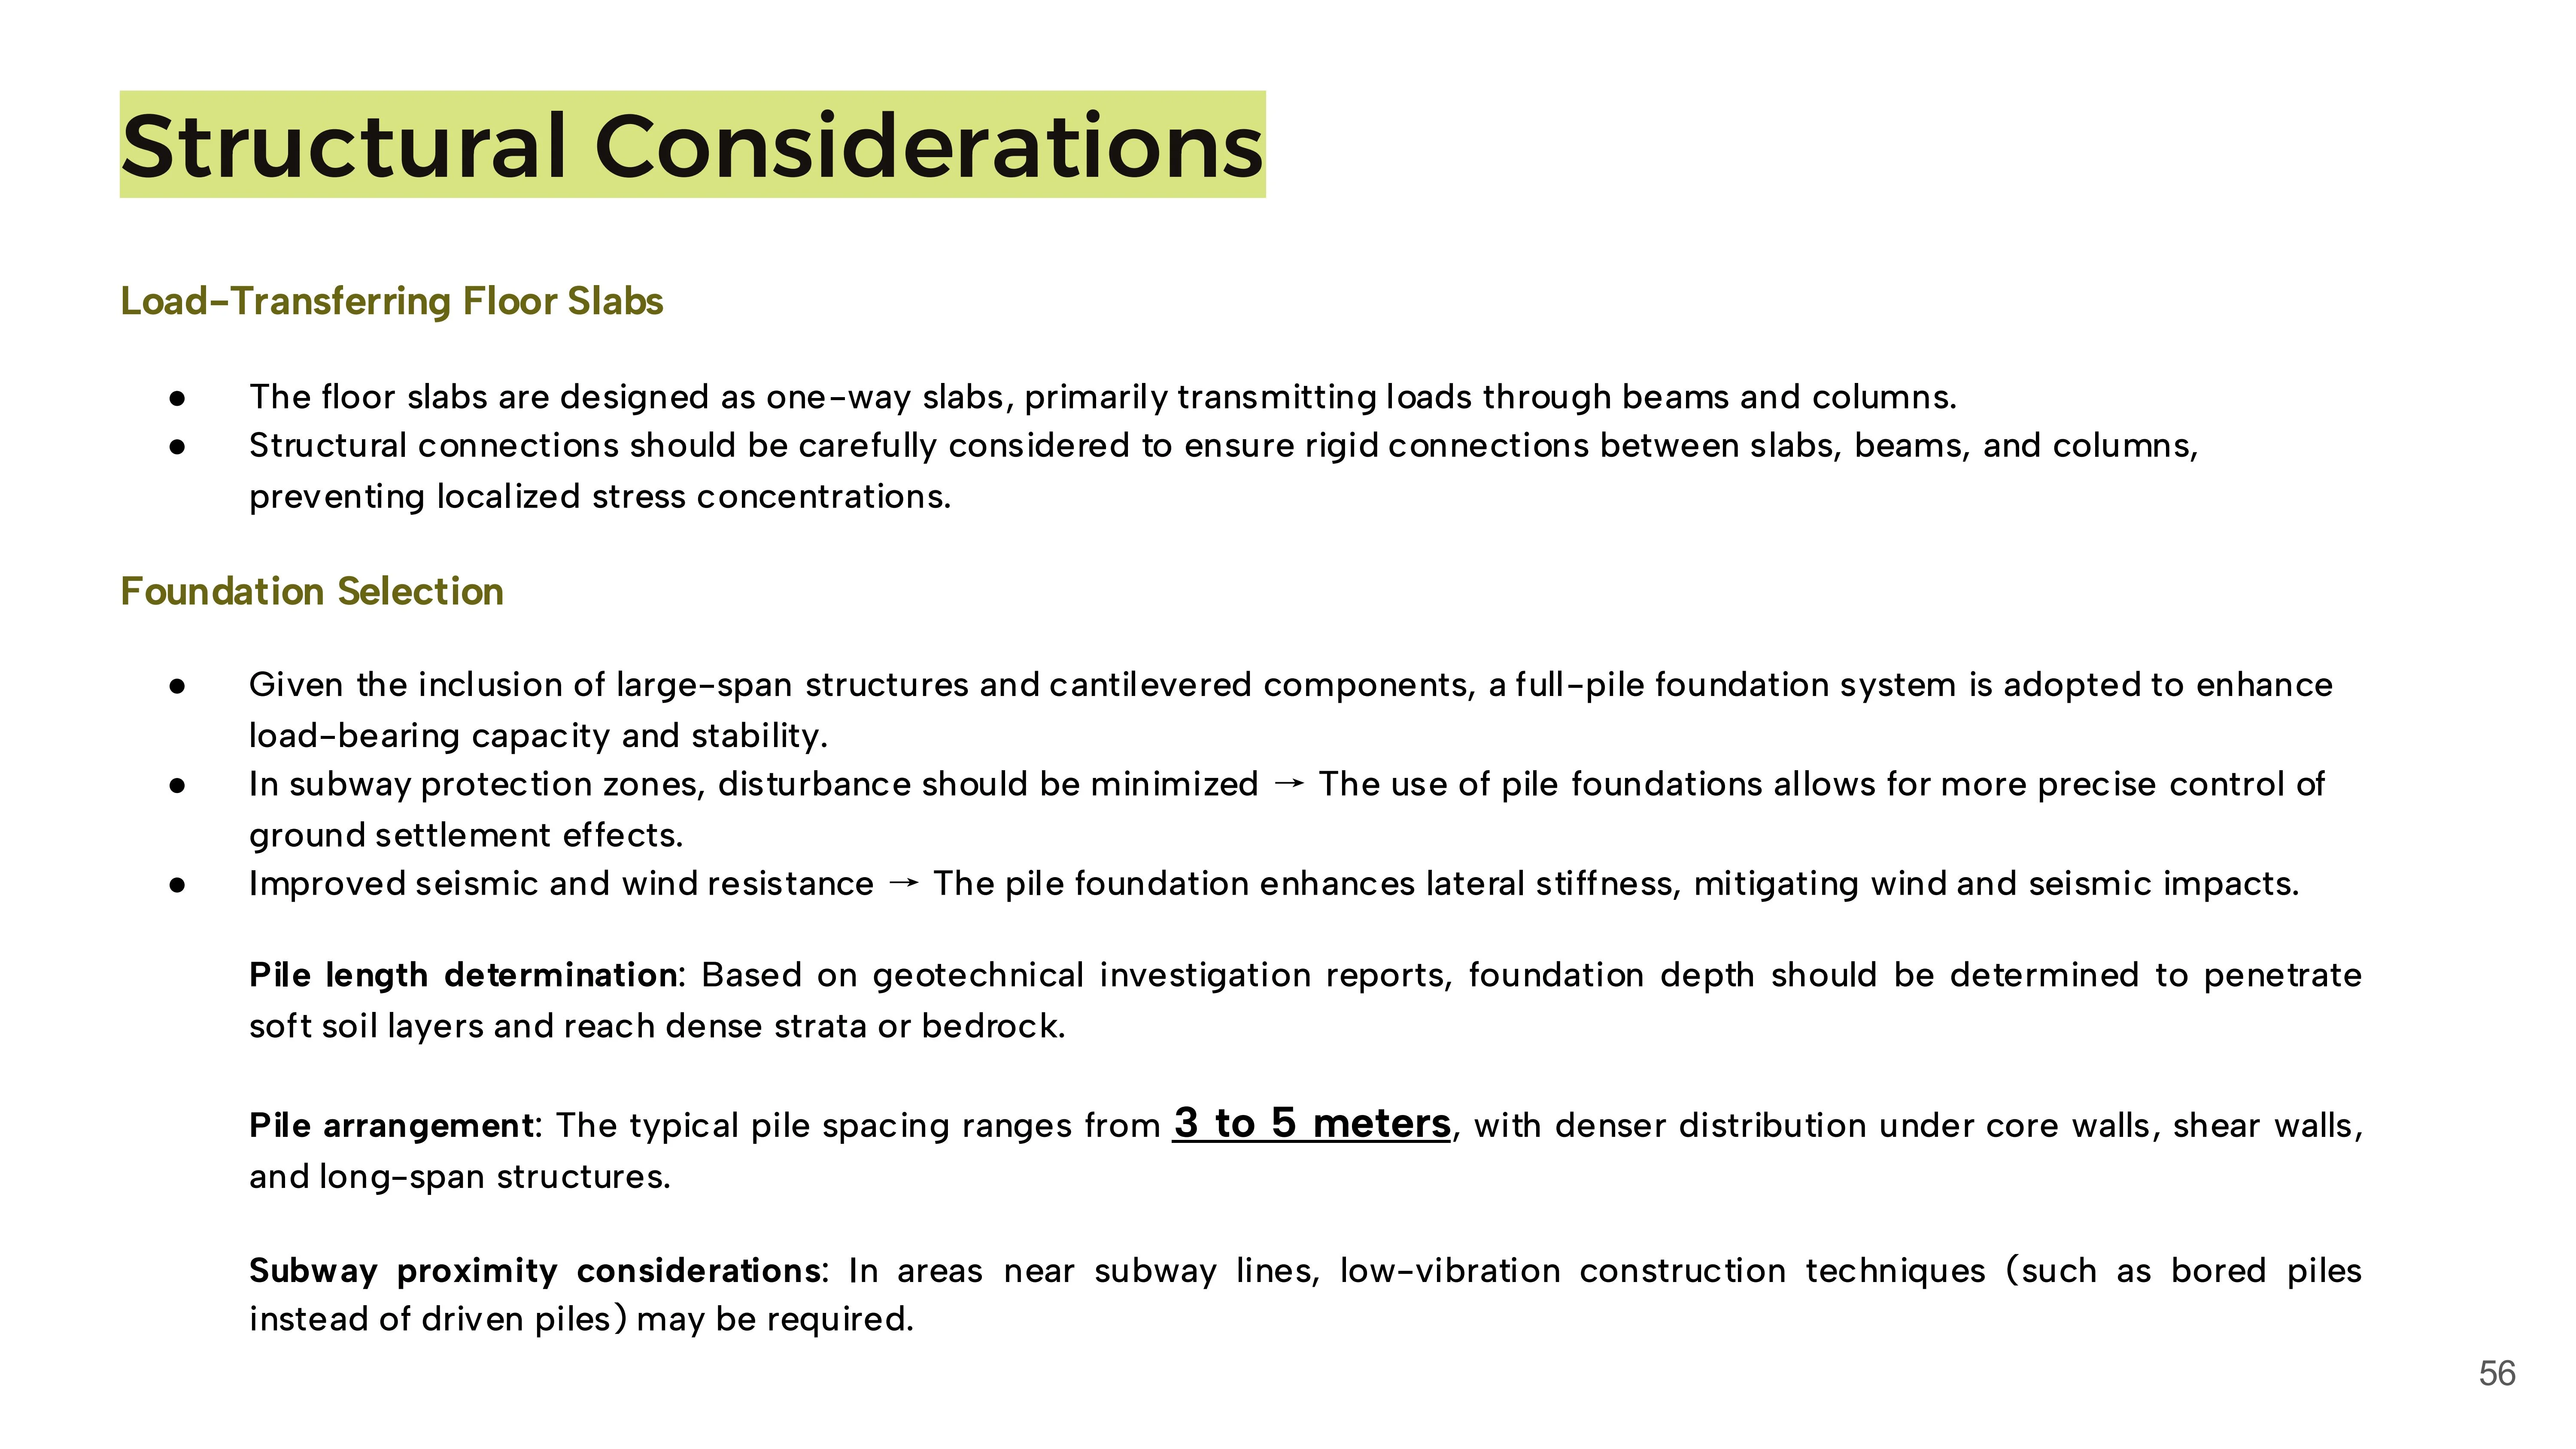 Structural Considerations
Load-Transferring Floor Slabs
● The floor slabs are designed as one-way slabs, primarily transmitting loads through beams and columns.
● Structural connections should be carefully considered to ensure rigid connections between slabs, beams, and columns,
preventing localized stress concentrations.
Foundation Selection
● Given the inclusion of large-span structures and cantilevered components, a full-pile foundation system is adopted to enhance
load-bearing capacity and stability.
● In subway protection zones, disturbance should be minimized → The use of pile foundations allows for more precise control of
ground settlement effects.
● Improved seismic and wind resistance → The pile foundation enhances lateral stiffness, mitigating wind and seismic impacts.
Pile length determination: Based on geotechnical investigation reports, foundation depth should be determined to penetrate
soft soil layers and reach dense strata or bedrock.
Pile arrangement: The typical pile spacing ranges from 3 to 5 meters, with denser distribution under core walls, shear walls,
and long-span structures.
Subway proximity considerations: In areas near subway lines, low-vibration construction techniques (such as bored piles
instead of driven piles) may be required.
56